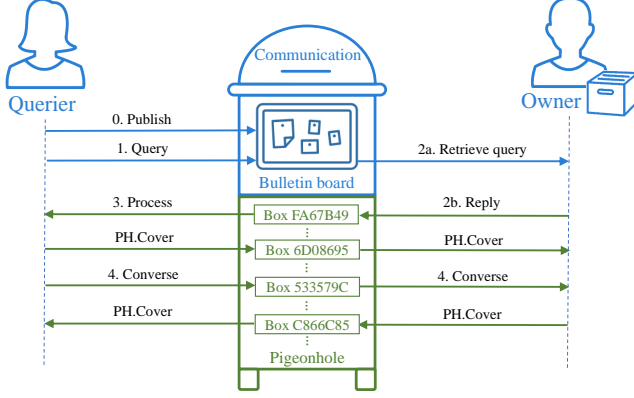 Communication
Querier
Owner
0. Publish
1. Query
2a. Retrieve query
Bulletin board
3. Process
Box FA67B49
2b. Reply
PH.Cover
Box 6D08695
PH.Cover
4. Converse
Box 533579C
4. Converse
PH.Cover
Box C866C85
PH.Cover
Pigeonhole